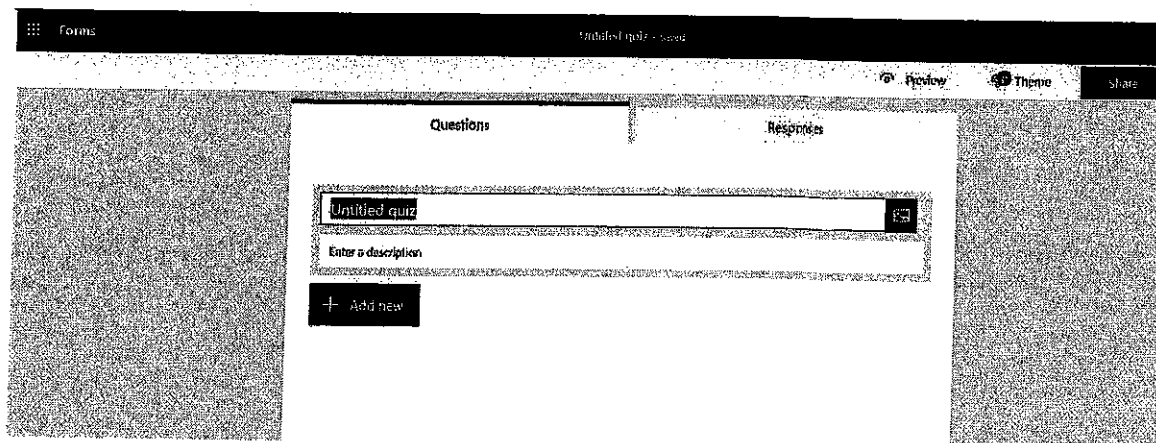 Forms
Untitled quiz - saved
Preview
Theme
Share
Questions
Responses
Untitled quiz
Enter a description
+ Add new